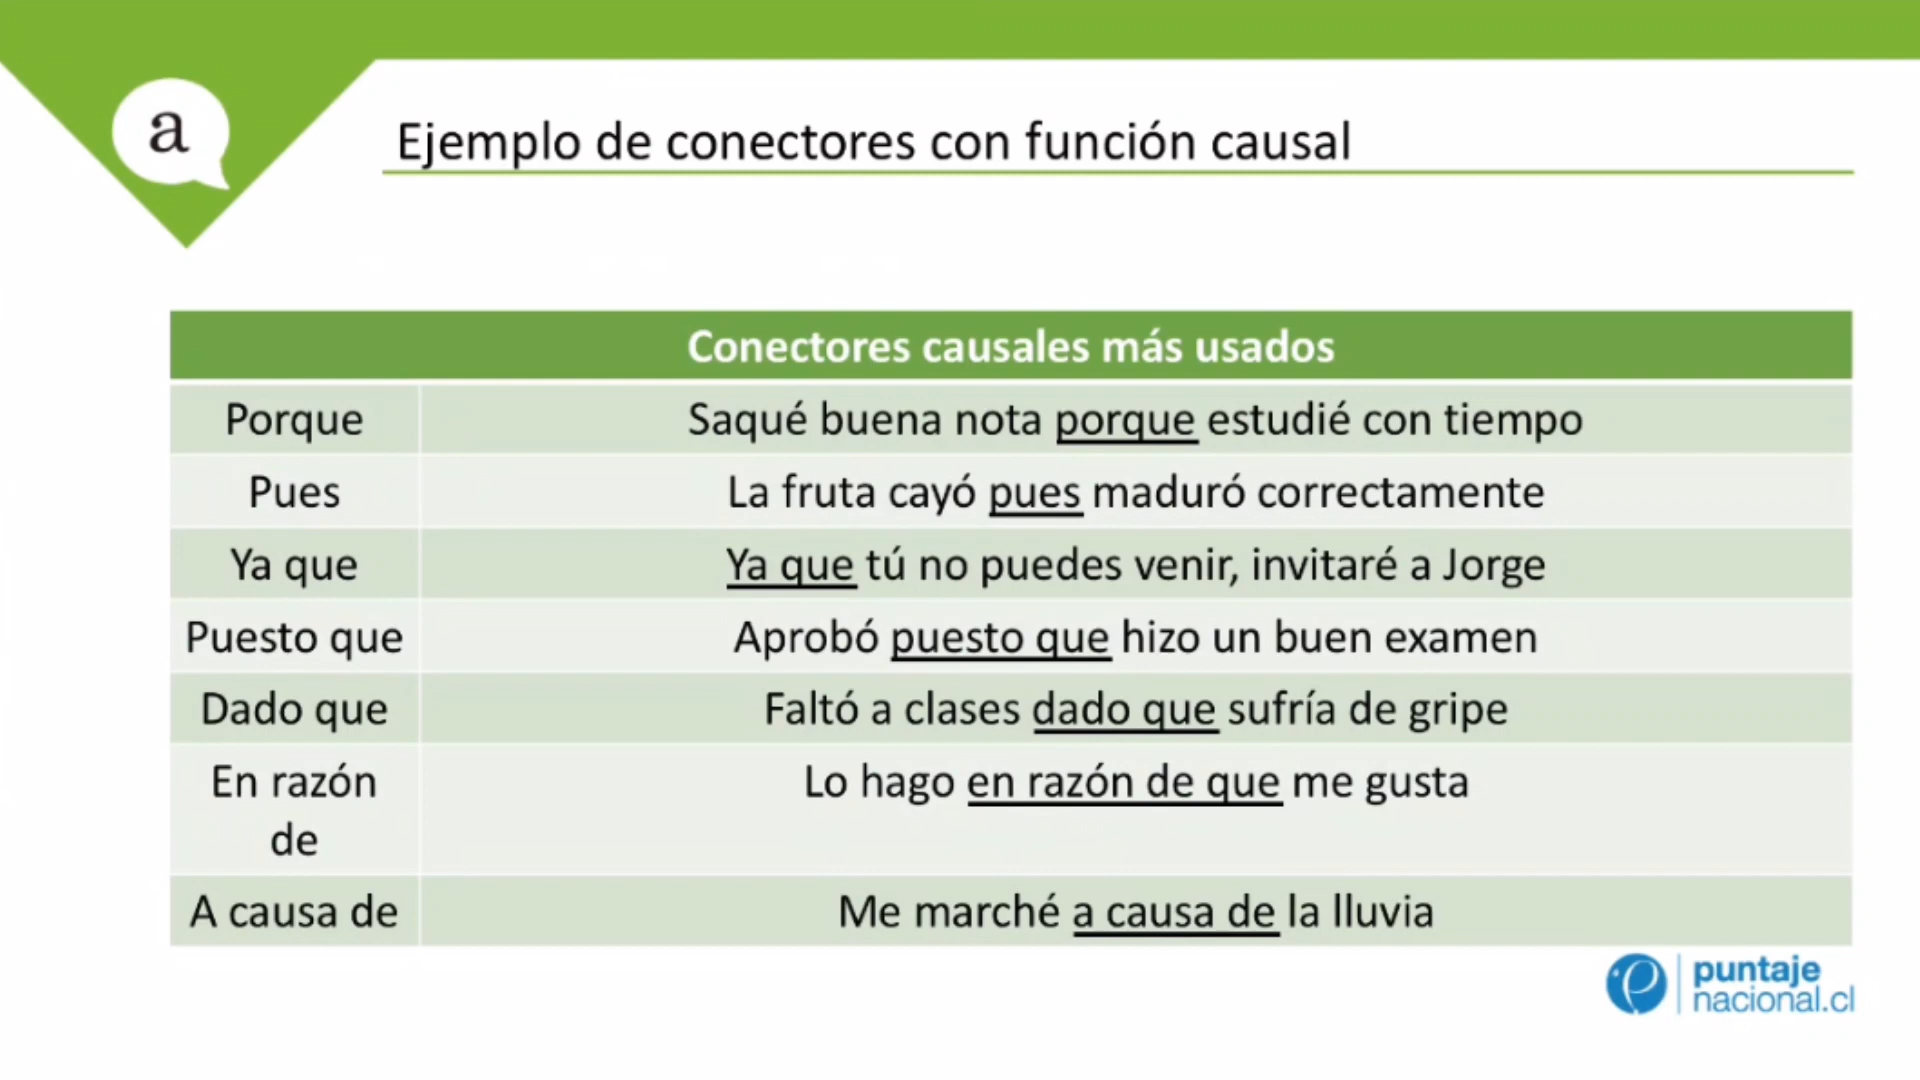 a
Ejemplo de conectores con función causal
Conectores causales más usados
Porque
Saqué buena nota porque estudié con tiempo
Pues
La fruta cayó pues maduró correctamente
Ya que
Ya que tú no puedes venir, invitaré a Jorge
Puesto que
Aprobó puesto que hizo un buen examen
Dado que
Faltó a clases dado que sufría de gripe
En razón
de
Lo hago en razón de que me gusta
A causa de
Me marché a causa de la lluvia
puntaje
nacional.cl